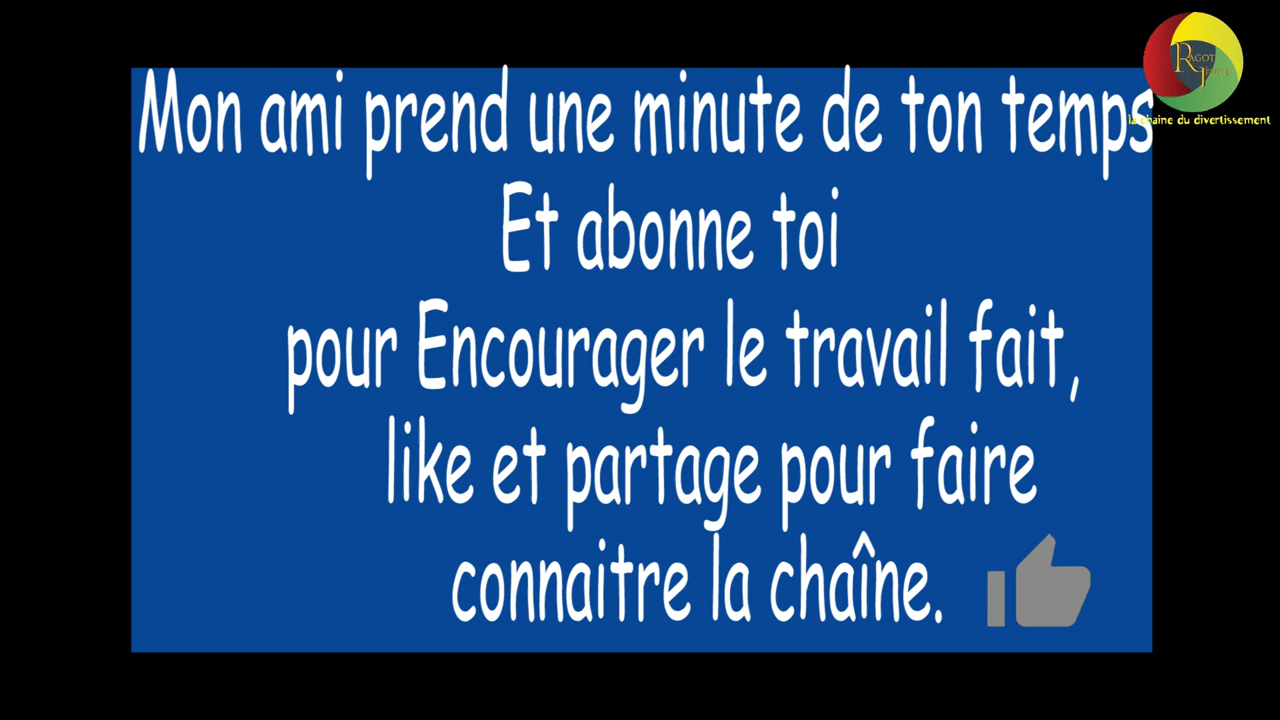 Mon ami prend une minute de ton temps
Et abonne toi
pour Encourager le travail fait,
like et partage pour faire
connaitre la chaîne.
RAGOT
la chaine du divertissement